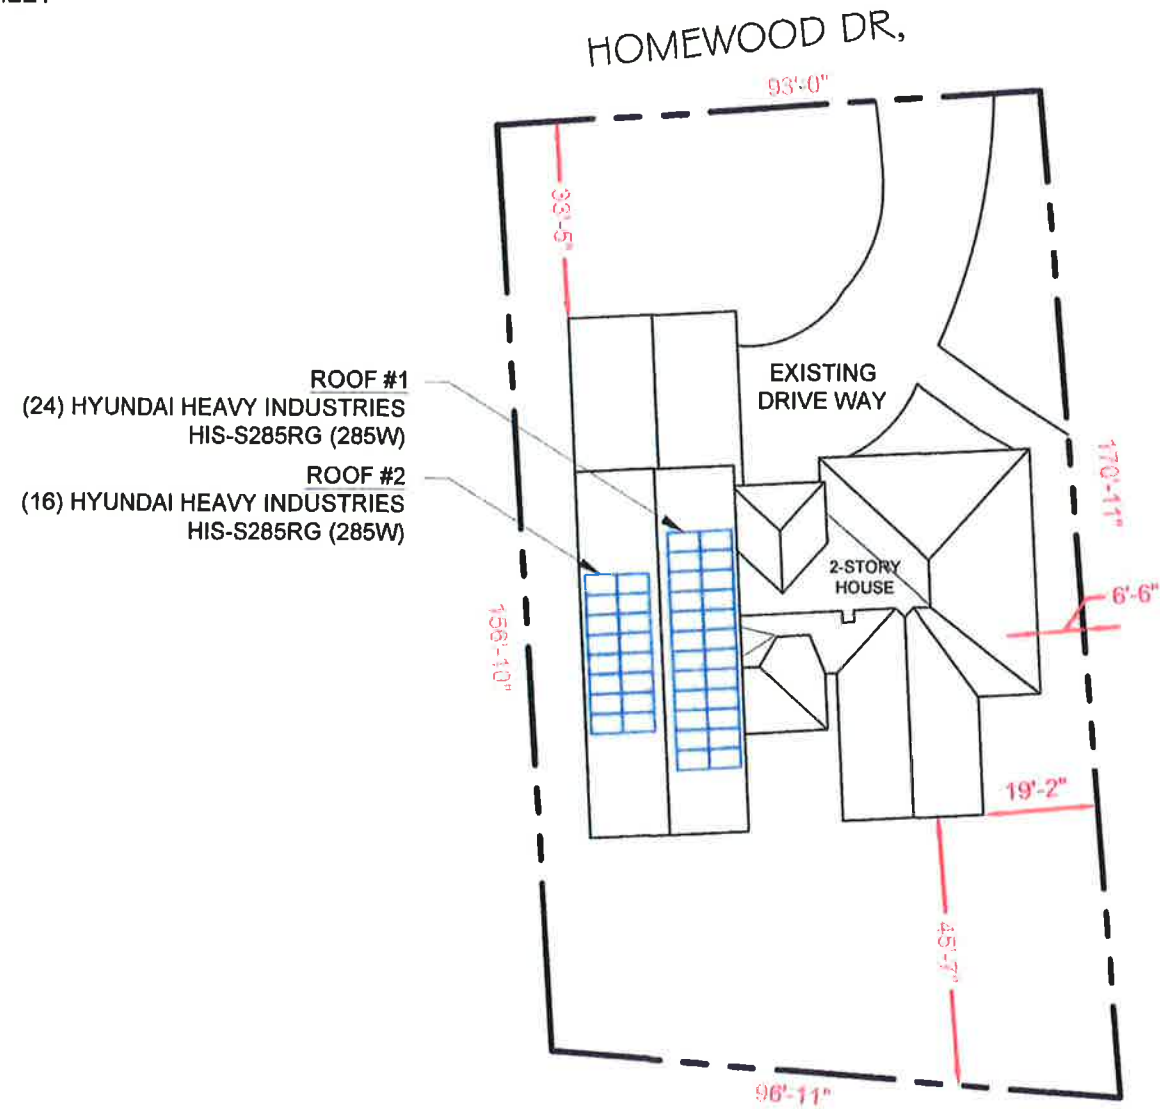 HOMEWOOD DR,
93'-0"
33'-5"
ROOF #1
(24) HYUNDAI HEAVY INDUSTRIES
HIS-S285RG (285W)
ROOF #2
(16) HYUNDAI HEAVY INDUSTRIES
HIS-S285RG (285W)
EXISTING
DRIVE WAY
170'-11"
2-STORY
HOUSE
6'-6"
156'-10"
19'-2"
45'-7"
96'-11"